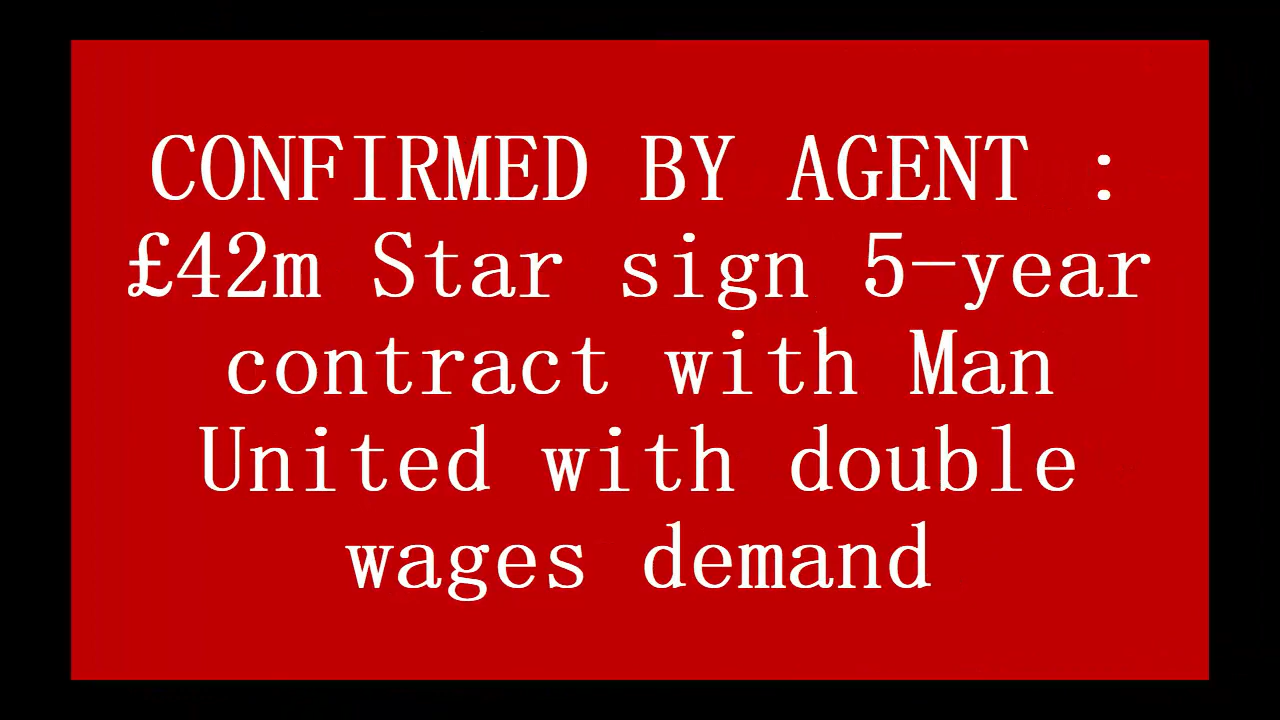 CONFIRMED BY AGENT :
£42m Star sign 5-year
contract with Man
United with double
wages demand